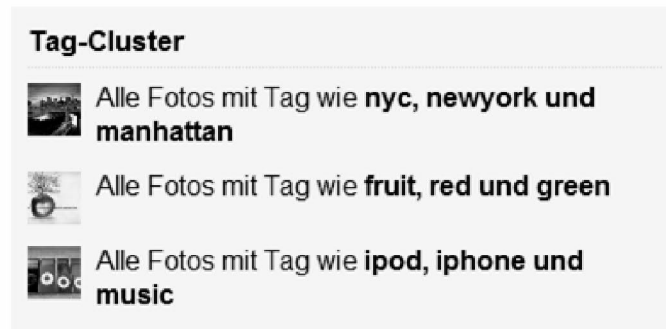 Tag-Cluster
Alle Fotos mit Tag wie nyc, newyork und
manhattan
Alle Fotos mit Tag wie fruit, red und green
Alle Fotos mit Tag wie ipod, iphone und
music